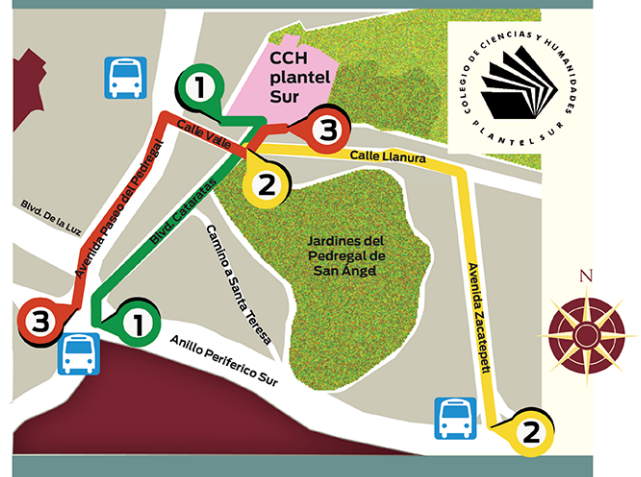 COLEGIO DE CIENCIAS Y HUMANIDADES
PLANTEL SUR
CCH
plantel
Sur
1
3
Calle Valle
Calle Llanura
2
Avenida Paseo del Pedregal
Blvd. De la Luz
Blvd. Cataratas
Camino a Santa Teresa
Jardines del
Pedregal de
San Ángel
Avenida Zacatepetl
N
3
1
Anillo Periferico Sur
2